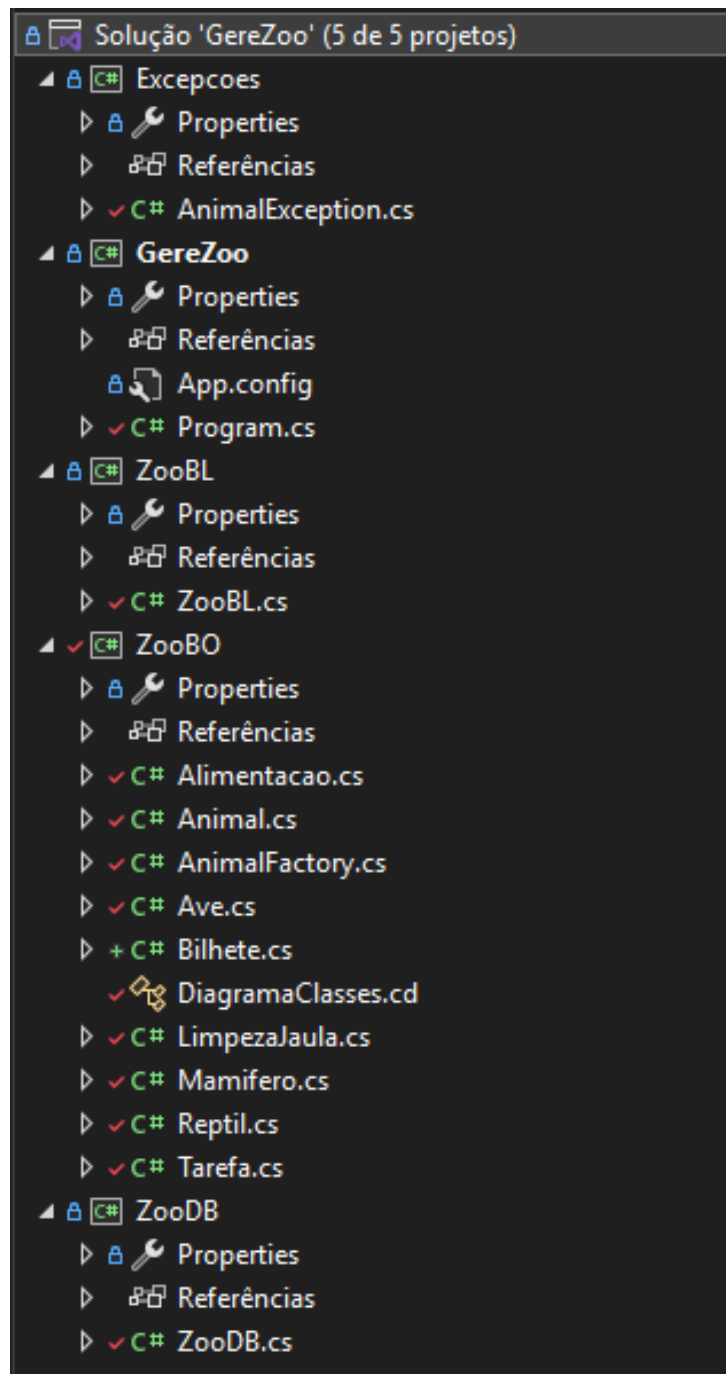 Solução 'GereZoo' (5 de 5 projetos)
C# Excepcoes
Properties
Referências
C# AnimalException.cs
C# GereZoo
Properties
Referências
App.config
C# Program.cs
C# ZooBL
Properties
Referências
C# ZooBL.cs
C# ZooBO
Properties
Referências
C# Alimentacao.cs
C# Animal.cs
C# AnimalFactory.cs
C# Ave.cs
C# Bilhete.cs
DiagramaClasses.cd
C# LimpezaJaula.cs
C# Mamifero.cs
C# Reptil.cs
C# Tarefa.cs
C# ZooDB
Properties
Referências
C# ZooDB.cs